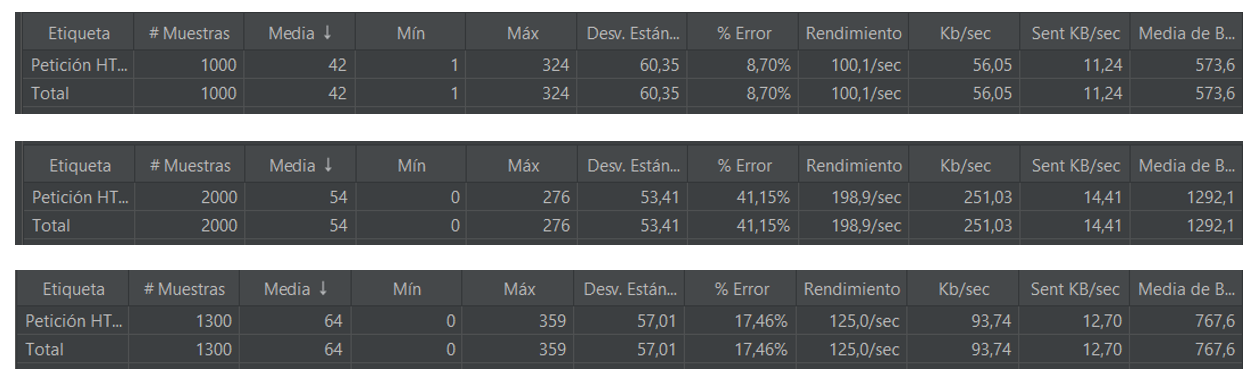 Etiqueta # Muestras Media ↓ Mín Máx Desv. Están... % Error Rendimiento Kb/sec Sent KB/sec Media de B...
Petición HT... 1000 42 1 324 60,35 8,70% 100,1/sec 56,05 11,24 573,6
Total 1000 42 1 324 60,35 8,70% 100,1/sec 56,05 11,24 573,6
Etiqueta # Muestras Media ↓ Mín Máx Desv. Están... % Error Rendimiento Kb/sec Sent KB/sec Media de B...
Petición HT... 2000 54 0 276 53,41 41,15% 198,9/sec 251,03 14,41 1292,1
Total 2000 54 0 276 53,41 41,15% 198,9/sec 251,03 14,41 1292,1
Etiqueta # Muestras Media ↓ Mín Máx Desv. Están... % Error Rendimiento Kb/sec Sent KB/sec Media de B...
Petición HT... 1300 64 0 359 57,01 17,46% 125,0/sec 93,74 12,70 767,6
Total 1300 64 0 359 57,01 17,46% 125,0/sec 93,74 12,70 767,6